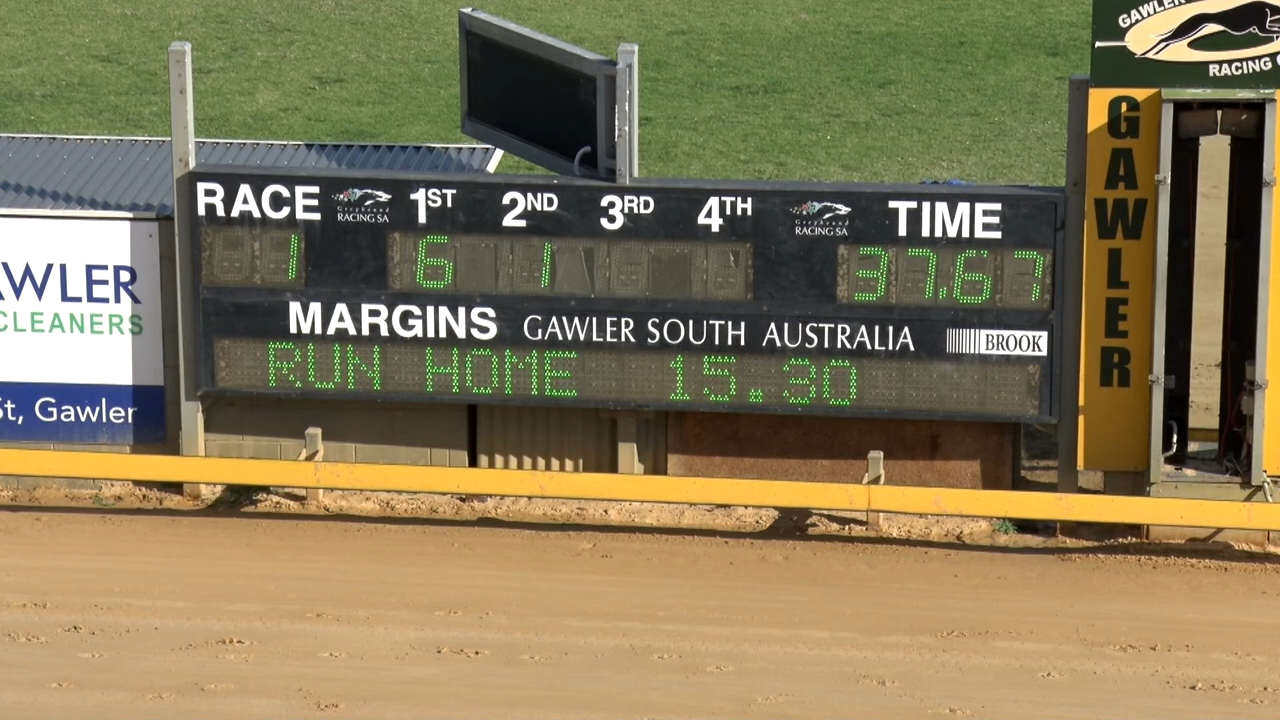 GAWLER
RACING
RACE
Greyhound
RACING SA
1ST 2ND 3RD 4TH
Greyhound
RACING SA
TIME
1 6 1 37.67
MARGINS GAWLER SOUTH AUSTRALIA BROOK
RUN HOME 15.30
AWLER
CLEANERS
St, Gawler
GAWLER